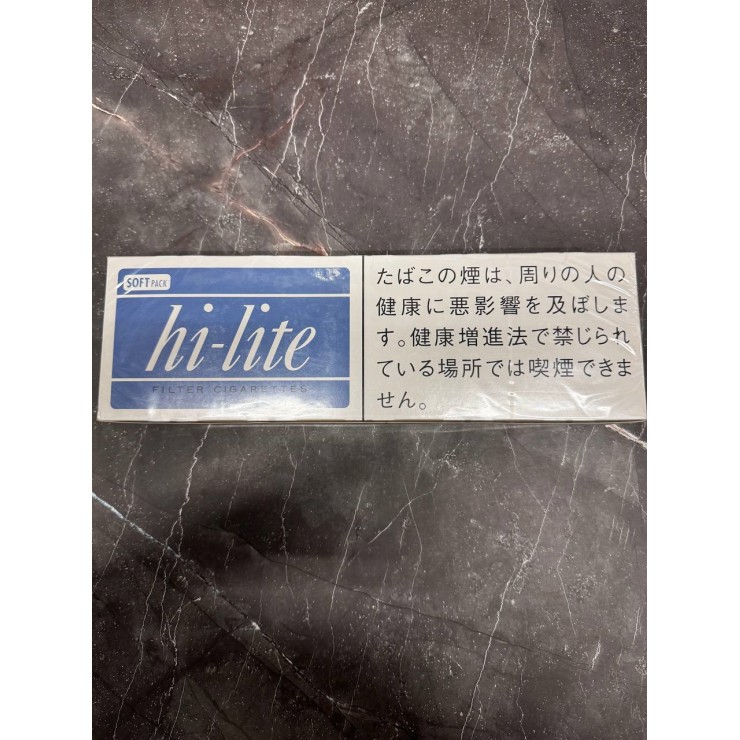 SOFT PACK
hi-lite
FILTER CIGARETTES
たばこの煙は、周りの人の
健康に悪影響を及ぼしま
す。健康増進法で禁じられ
ている場所では喫煙できま
せん。